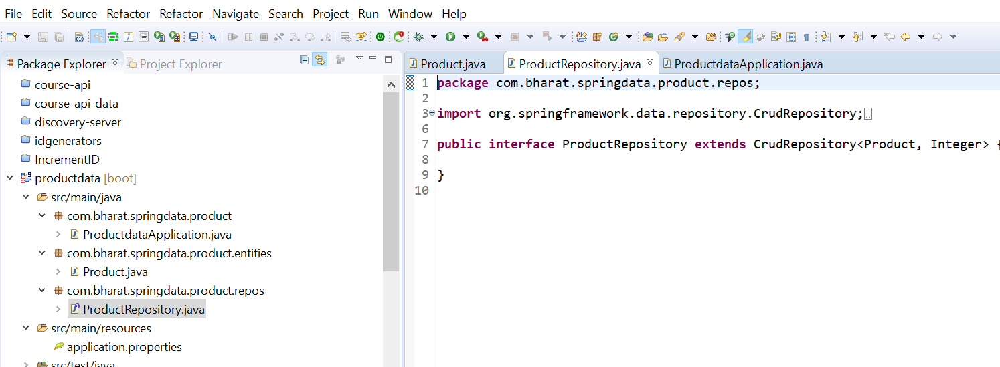 File Edit Source Refactor Refactor Navigate Search Project Run Window Help
Package Explorer Project Explorer
course-api
course-api-data
discovery-server
idgenerators
IncrementID
productdata [boot]
src/main/java
com.bharat.springdata.product
ProductdataApplication.java
com.bharat.springdata.product.entities
Product.java
com.bharat.springdata.product.repos
ProductRepository.java
src/main/resources
application.properties
src/test/java
Product.java ProductRepository.java ProductdataApplication.java
1 package com.bharat.springdata.product.repos;
2
3 import org.springframework.data.repository.CrudRepository;
6
7 public interface ProductRepository extends CrudRepository<Product, Integer> {
8
9 }
10